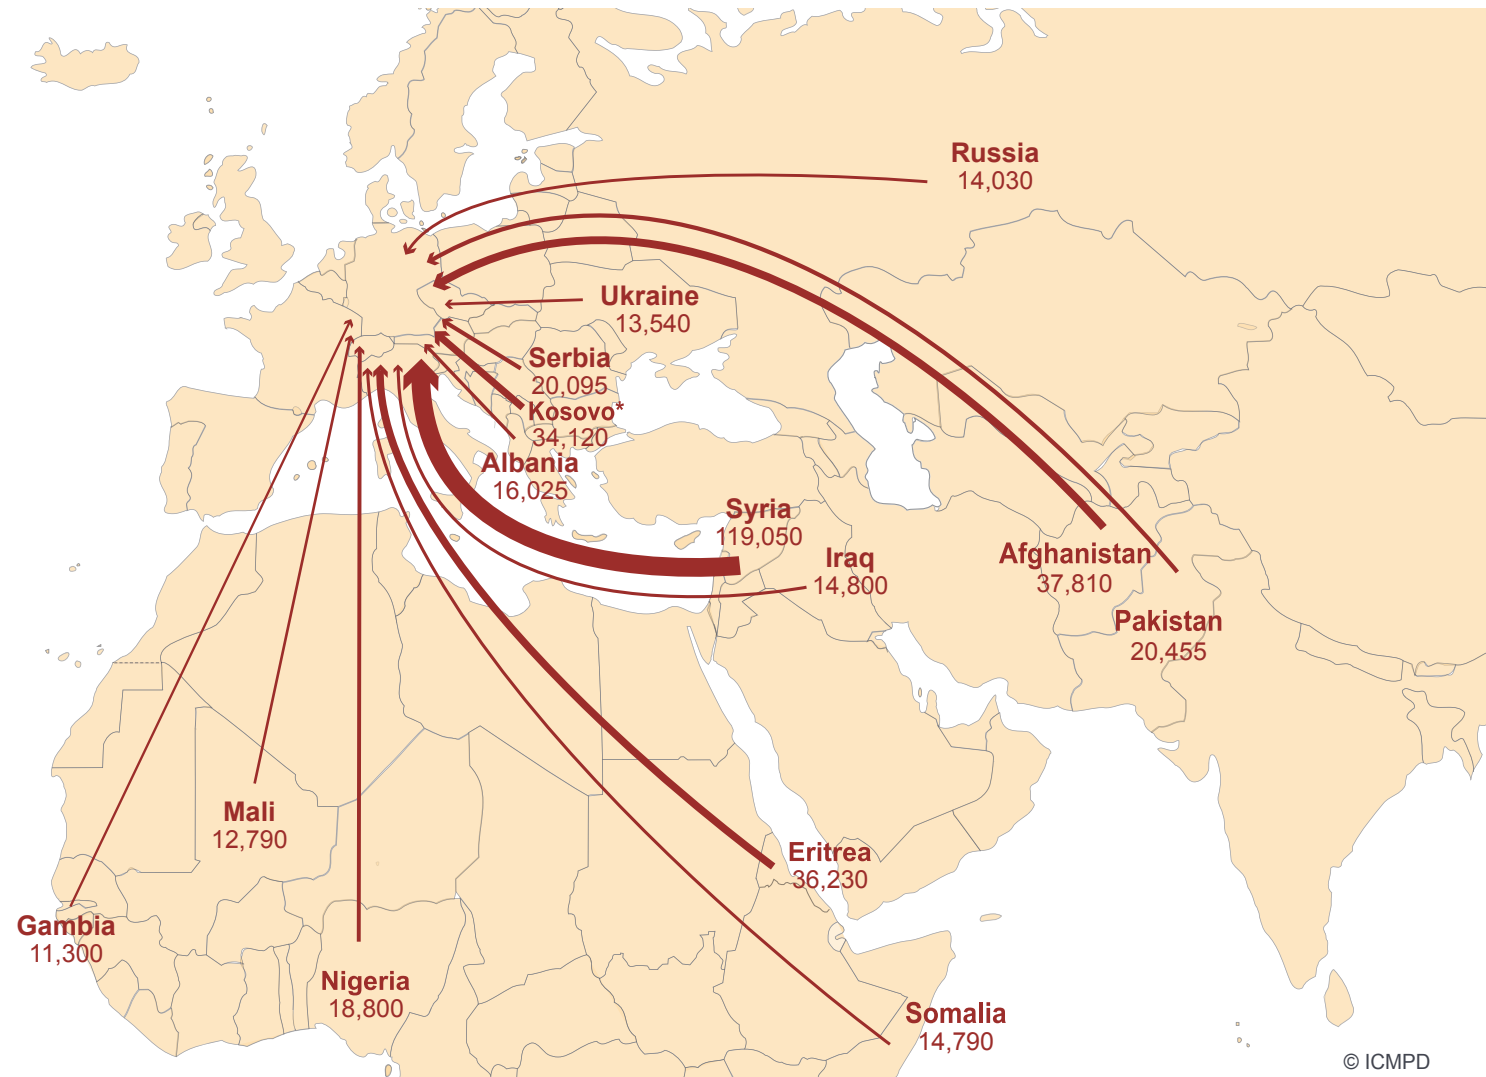 Russia
14,030
Ukraine
13,540
Serbia
20,095
Kosovo*
34,120
Albania
16,025
Syria
119,050
Iraq
14,800
Afghanistan
37,810
Pakistan
20,455
Mali
12,790
Eritrea
36,230
Gambia
11,300
Nigeria
18,800
Somalia
14,790
© ICMPD